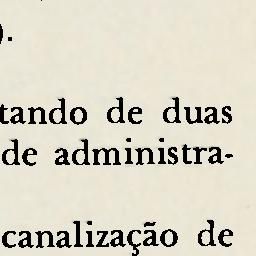 ).
tando de duas
de administra-
canalização de